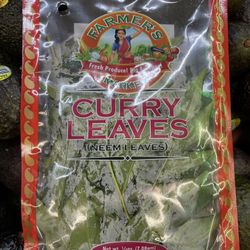 FARMER'S
Fresh Produce!
CURRY
LEAVES
(NEEM LEAVES)